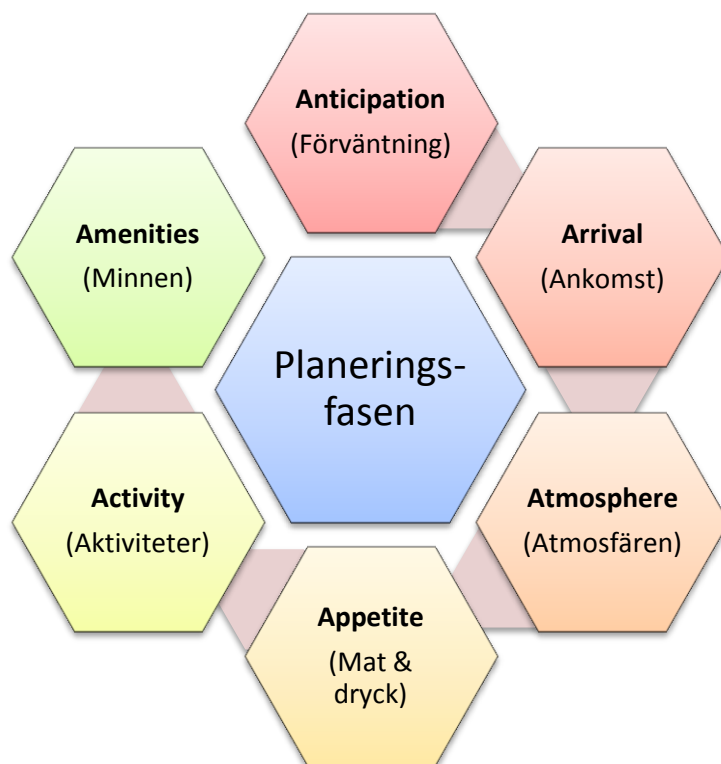 Anticipation
(Förväntning)
Arrival
(Ankomst)
Atmosphere
(Atmosfären)
Appetite
(Mat &
dryck)
Activity
(Aktiviteter)
Amenities
(Minnen)
Planerings-
fasen